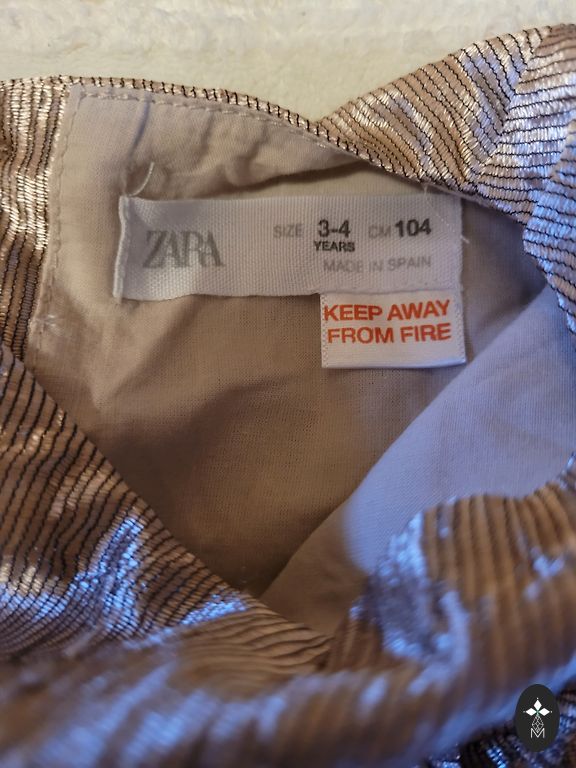 ZARA
SIZE 3-4 CM 104
YEARS
MADE IN SPAIN
KEEP AWAY
FROM FIRE
M